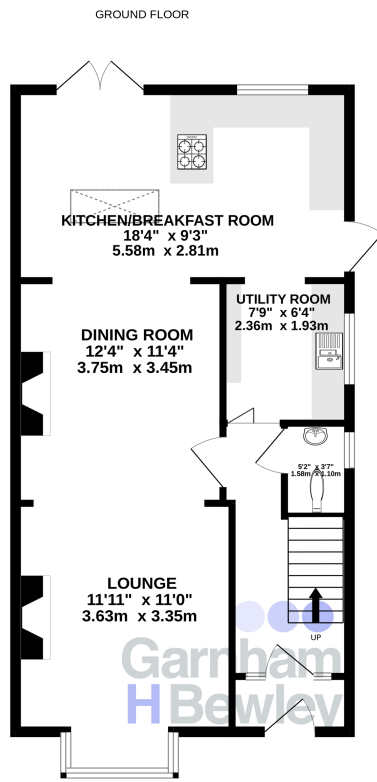 GROUND FLOOR
KITCHEN/BREAKFAST ROOM
18'4" x 9'3"
5.58m x 2.81m
UTILITY ROOM
7'9" x 6'4"
2.36m x 1.93m
DINING ROOM
12'4" x 11'4"
3.75m x 3.45m
5'2" x 3'7"
1.58m x 1.10m
LOUNGE
11'11" x 11'0"
3.63m x 3.35m
UP
Garnham
H Bewley